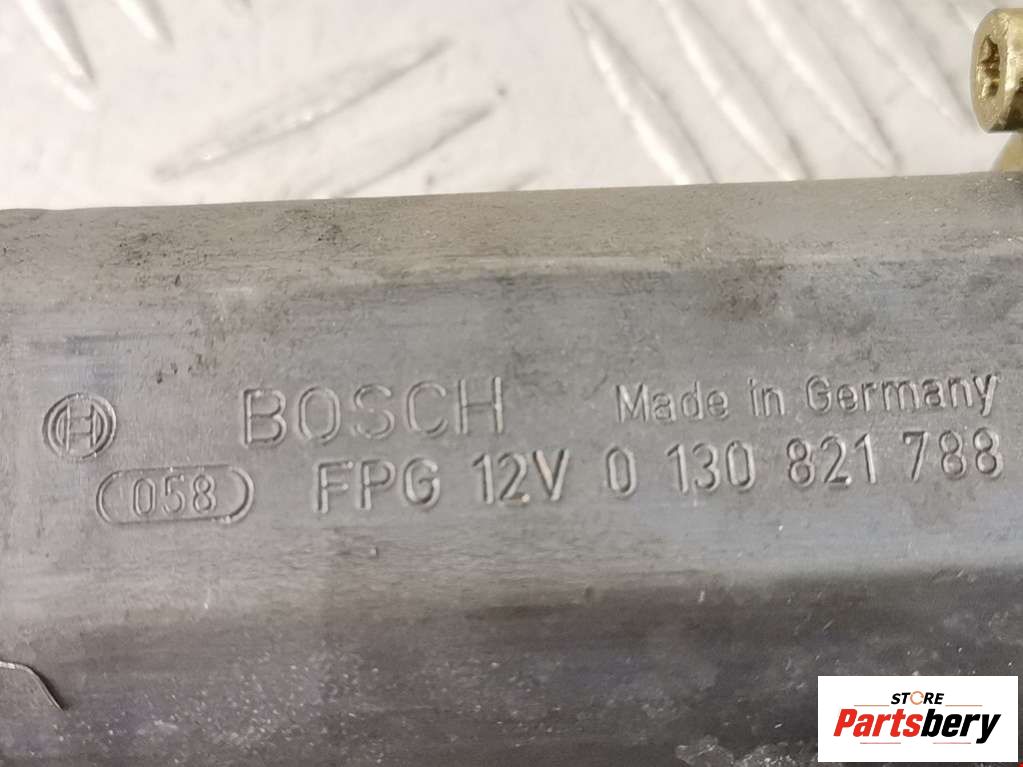 BOSCH Made in Germany
058 FPG 12V 0 130 821 788
STORE
Partsbery